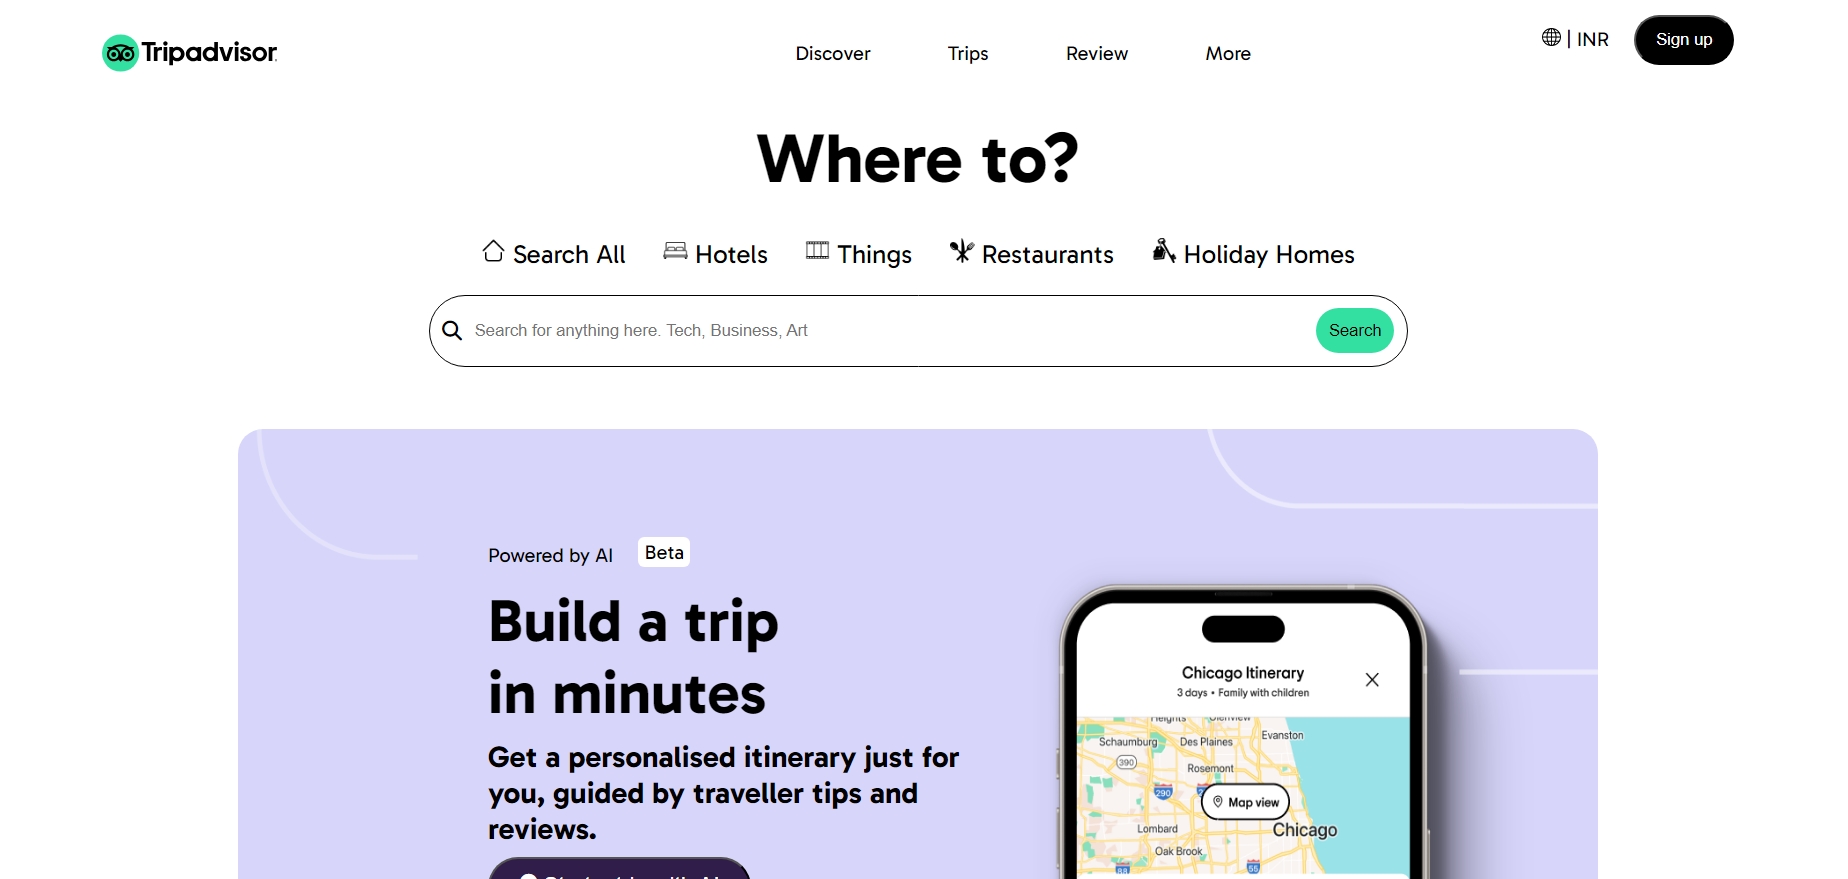 Tripadvisor
Discover
Trips
Review
More
| INR
Sign up
Where to?
Search All
Hotels
Things
Restaurants
Holiday Homes
Search for anything here. Tech, Business, Art
Search
Powered by AI
Beta
Build a trip
in minutes
Get a personalised itinerary just for
you, guided by traveller tips and
reviews.
Chicago Itinerary
3 days • Family with children
Heights
Glenview
Evanston
Schaumburg
Des Plaines
390
Rosemont
290
Map view
Lombard
Chicago
Oak Brook
88
55